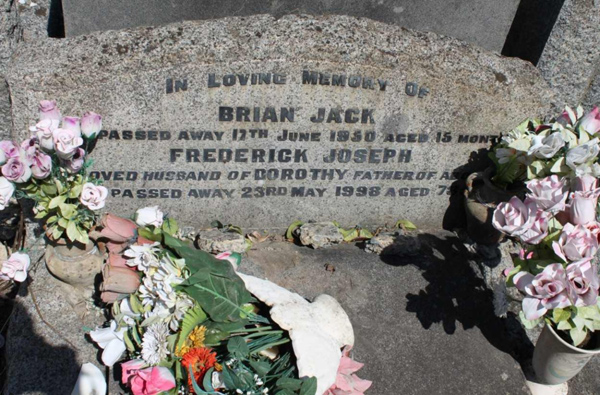 IN LOVING MEMORY OF
BRIAN JACK
PASSED AWAY 17TH JUNE 1950 AGED 15
FREDERICK JOSEPH
HUSBAND OF DOROTHY FATHER OF
PASSED AWAY 23RD MAY 1998 AGED